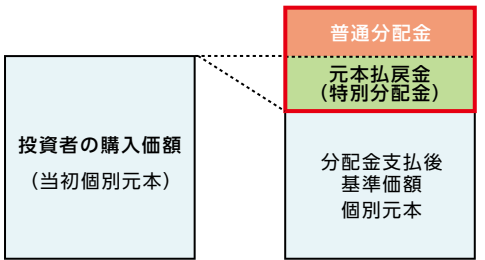 普通分配金
元本払戻金
（特別分配金）
投資者の購入価額
（当初個別元本）
分配金支払後
基準価額
個別元本